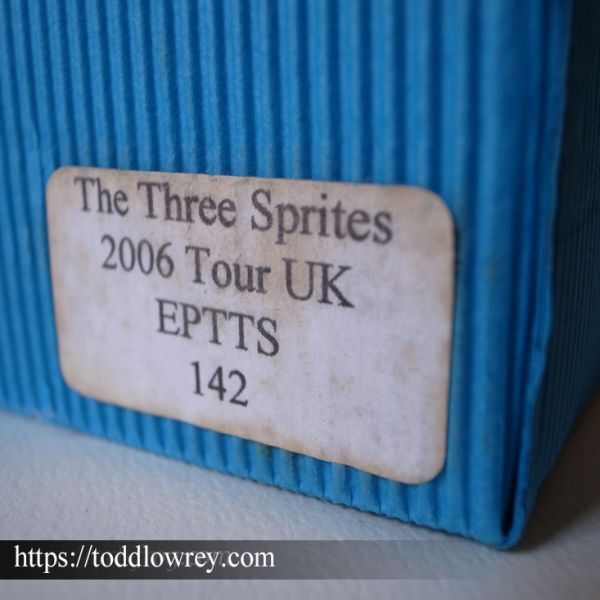 The Three Sprites
2006 Tour UK
EPTTS
142
https://toddlowrey.com